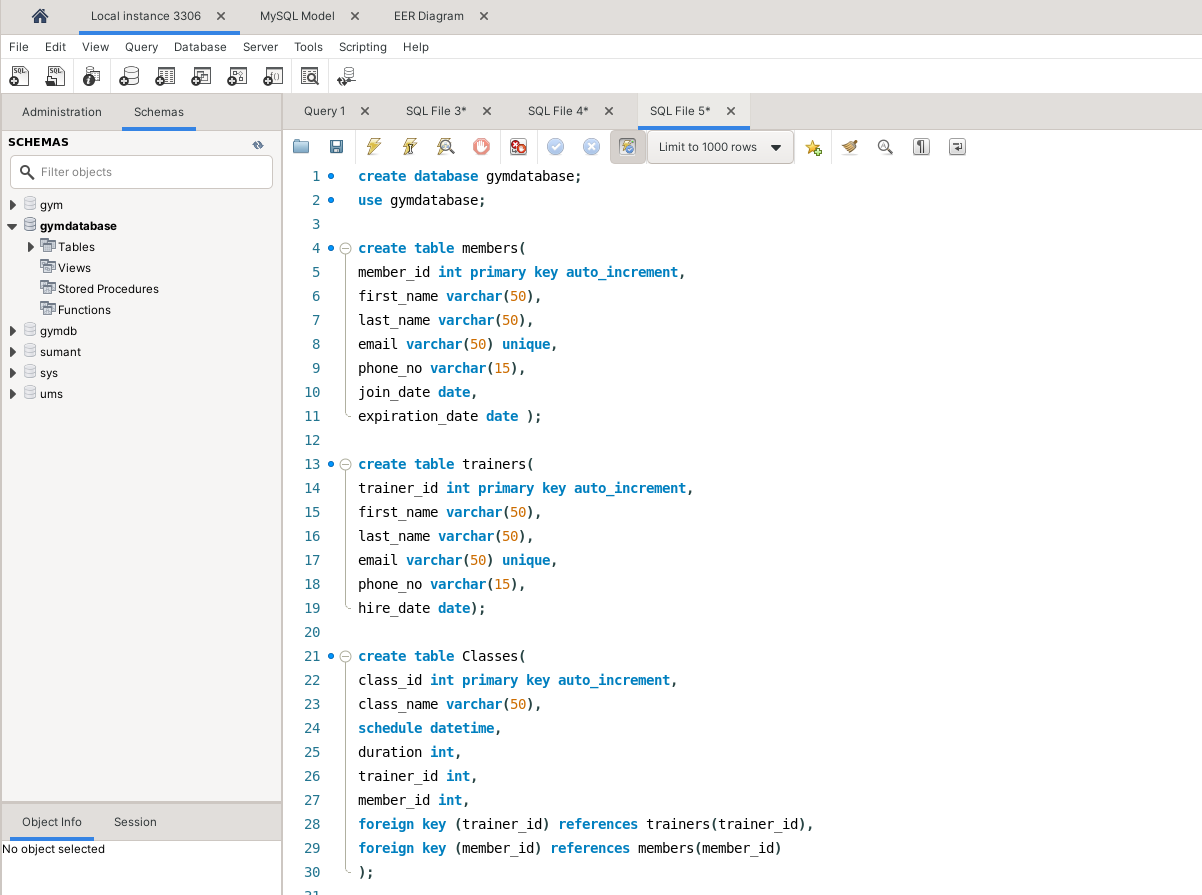 Local instance 3306 MySQL Model EER Diagram
File Edit View Query Database Server Tools Scripting Help
Administration Schemas
Query 1 SQL File 3* SQL File 4* SQL File 5*
SCHEMAS
Filter objects
gym
gymdatabase
Tables
Views
Stored Procedures
Functions
gymdb
sumant
sys
ums
Object Info Session
No object selected
Limit to 1000 rows
1 create database gymdatabase;
2 use gymdatabase;
3
4 create table members(
5 member_id int primary key auto_increment,
6 first_name varchar(50),
7 last_name varchar(50),
8 email varchar(50) unique,
9 phone_no varchar(15),
10 join_date date,
11 expiration_date date );
12
13 create table trainers(
14 trainer_id int primary key auto_increment,
15 first_name varchar(50),
16 last_name varchar(50),
17 email varchar(50) unique,
18 phone_no varchar(15),
19 hire_date date);
20
21 create table Classes(
22 class_id int primary key auto_increment,
23 class_name varchar(50),
24 schedule datetime,
25 duration int,
26 trainer_id int,
27 member_id int,
28 foreign key (trainer_id) references trainers(trainer_id),
29 foreign key (member_id) references members(member_id)
30 );